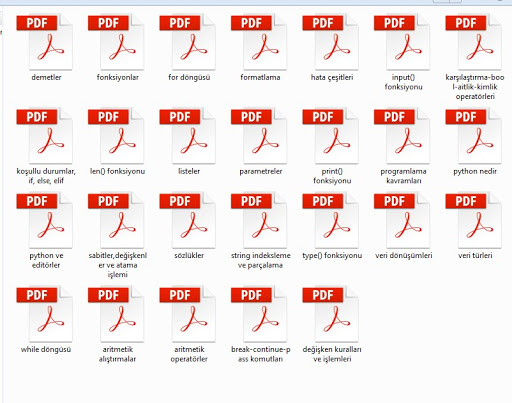 PDF PDF PDF PDF PDF PDF PDF
demetler fonksiyonlar for döngüsü formatlama hata çeşitleri input() karşılaştırma-boo
fonksiyonu l-aitlik-kimlik
operatörleri
PDF PDF PDF PDF PDF PDF PDF
koşullu durumlar, len() fonksiyonu listeler parametreler print() programlama python nedir
if, else, elif fonksiyonu kavramları
PDF PDF PDF PDF PDF PDF PDF
python ve sabitler,değişkenl sözlükler string indeksleme type() fonksiyonu veri dönüşümleri veri türleri
editörler er ve atama ve parçalama
işlemi
PDF PDF PDF PDF PDF
while döngüsü aritmetik aritmetik break-continue-p değişken kuralları
alıştırmalar operatörler ass komutları ve işlemleri